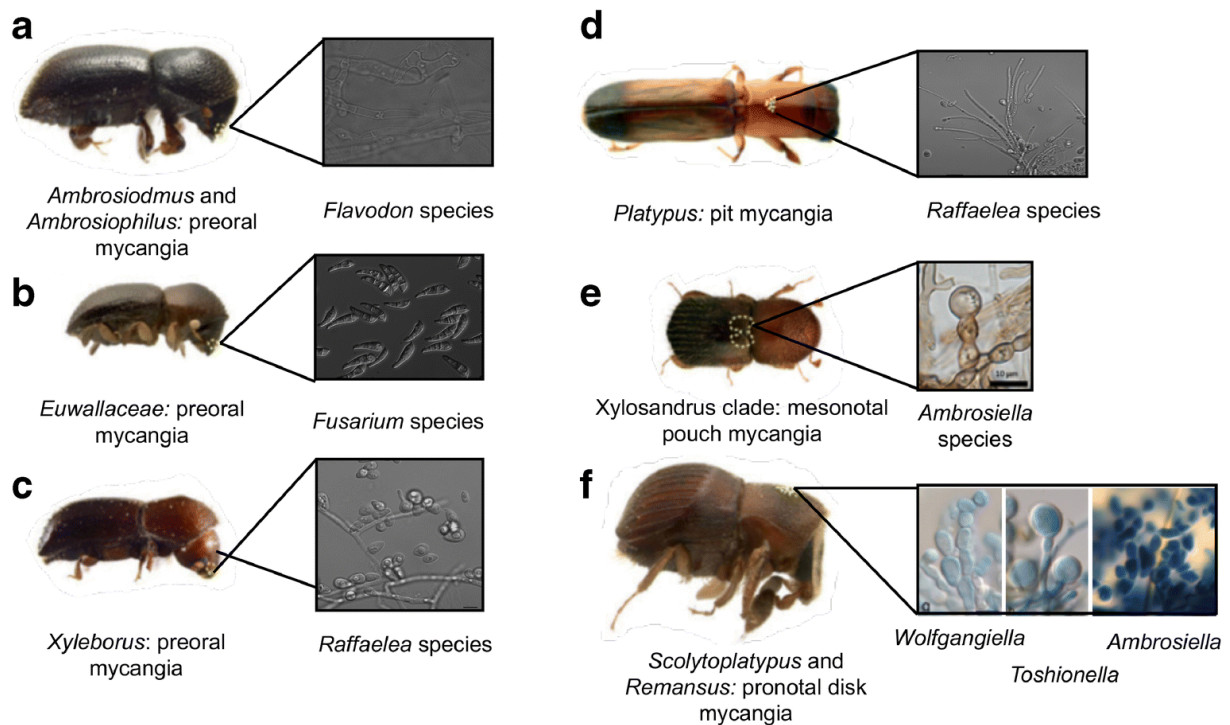 a
Ambrosiodmus and
Ambrosiophilus: preoral
mycangia
Flavodon species
b
Euwallaceae: preoral
mycangia
Fusarium species
c
Xyleborus: preoral
mycangia
Raffaelea species
d
Platypus: pit mycangia
Raffaelea species
e
Xylosandrus clade: mesonotal
pouch mycangia
10 µm
Ambrosiella
species
f
Scolytoplatypus and
Remansus: pronotal disk
mycangia
g
Wolfgangiella
Toshionella
Ambrosiella